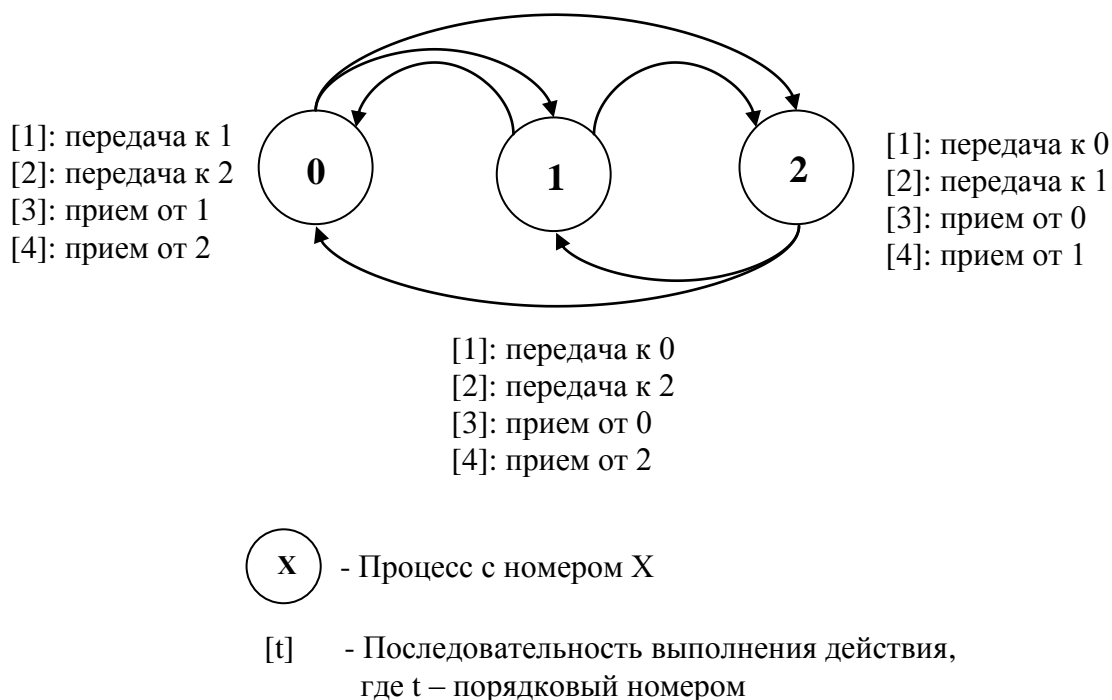 [1]: передача к 1
[2]: передача к 2
[3]: прием от 1
[4]: прием от 2
0
1
2
[1]: передача к 0
[2]: передача к 1
[3]: прием от 0
[4]: прием от 1
[1]: передача к 0
[2]: передача к 2
[3]: прием от 0
[4]: прием от 2
X - Процесс с номером X
[t] - Последовательность выполнения действия,
где t – порядковый номером